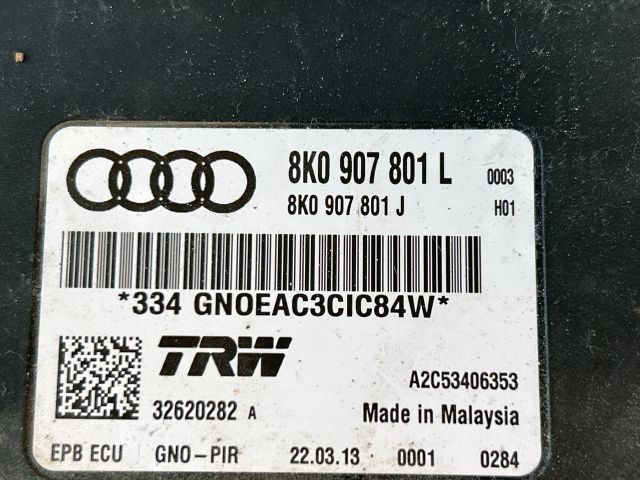 8K0 907 801 L 0003
8K0 907 801 J H01
*334 GNOEAC3CIC84W*
TRW
A2C53406353
32620282 A Made in Malaysia
EPB ECU GNO-PIR 22.03.13 0001 0284